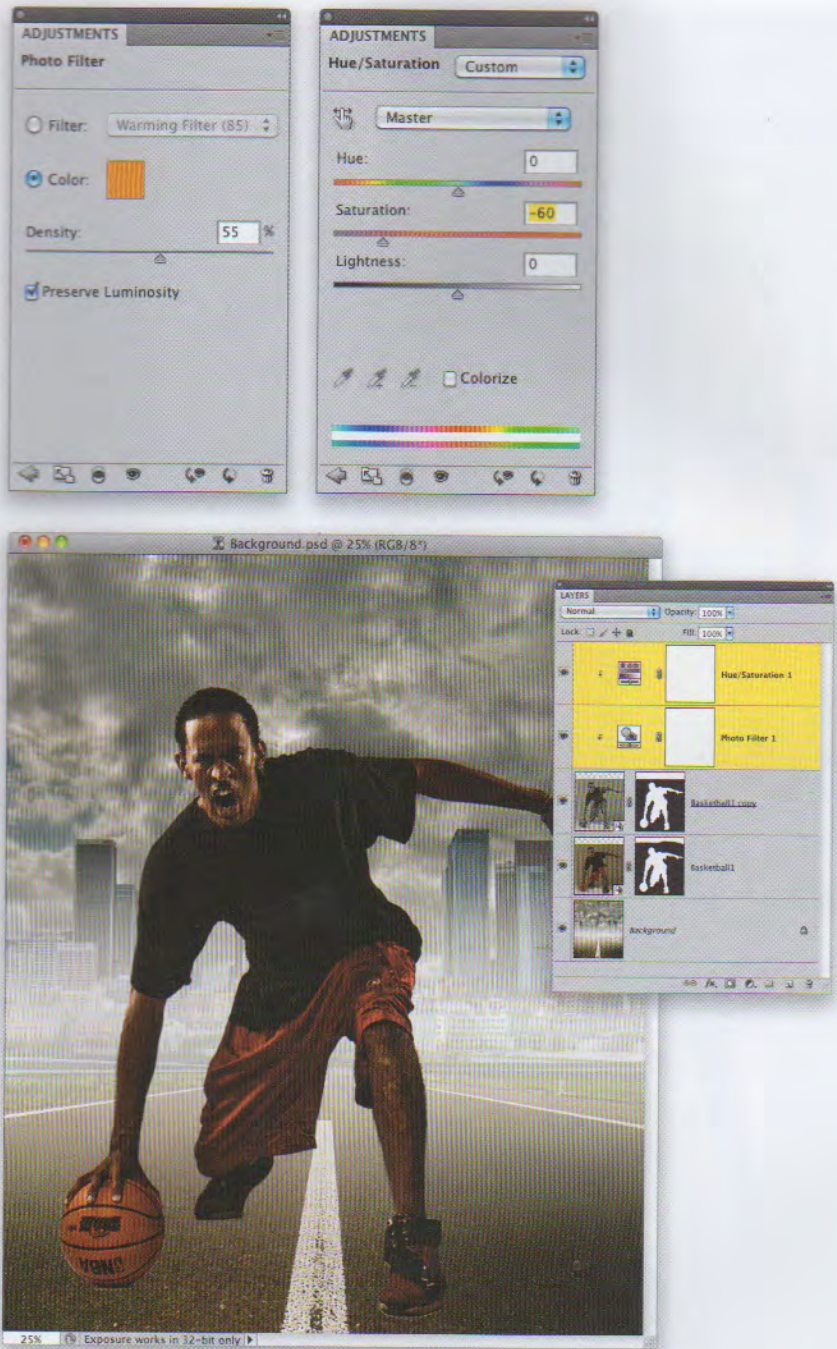 ADJUSTMENTS
Photo Filter
Filter: Warming Filter (85)
Color:
Density: 55 %
Preserve Luminosity
ADJUSTMENTS
Hue/Saturation Custom
Master
Hue: 0
Saturation: -60
Lightness: 0
Colorize
Background.psd @ 25% (RGB/8*)
LAYERS
Normal Opacity: 100%
Lock: Fill: 100%
Hue/Saturation 1
Photo Filter 1
Basketball1 copy
Basketball1
Background
NBA
25% Exposure works in 32-bit only